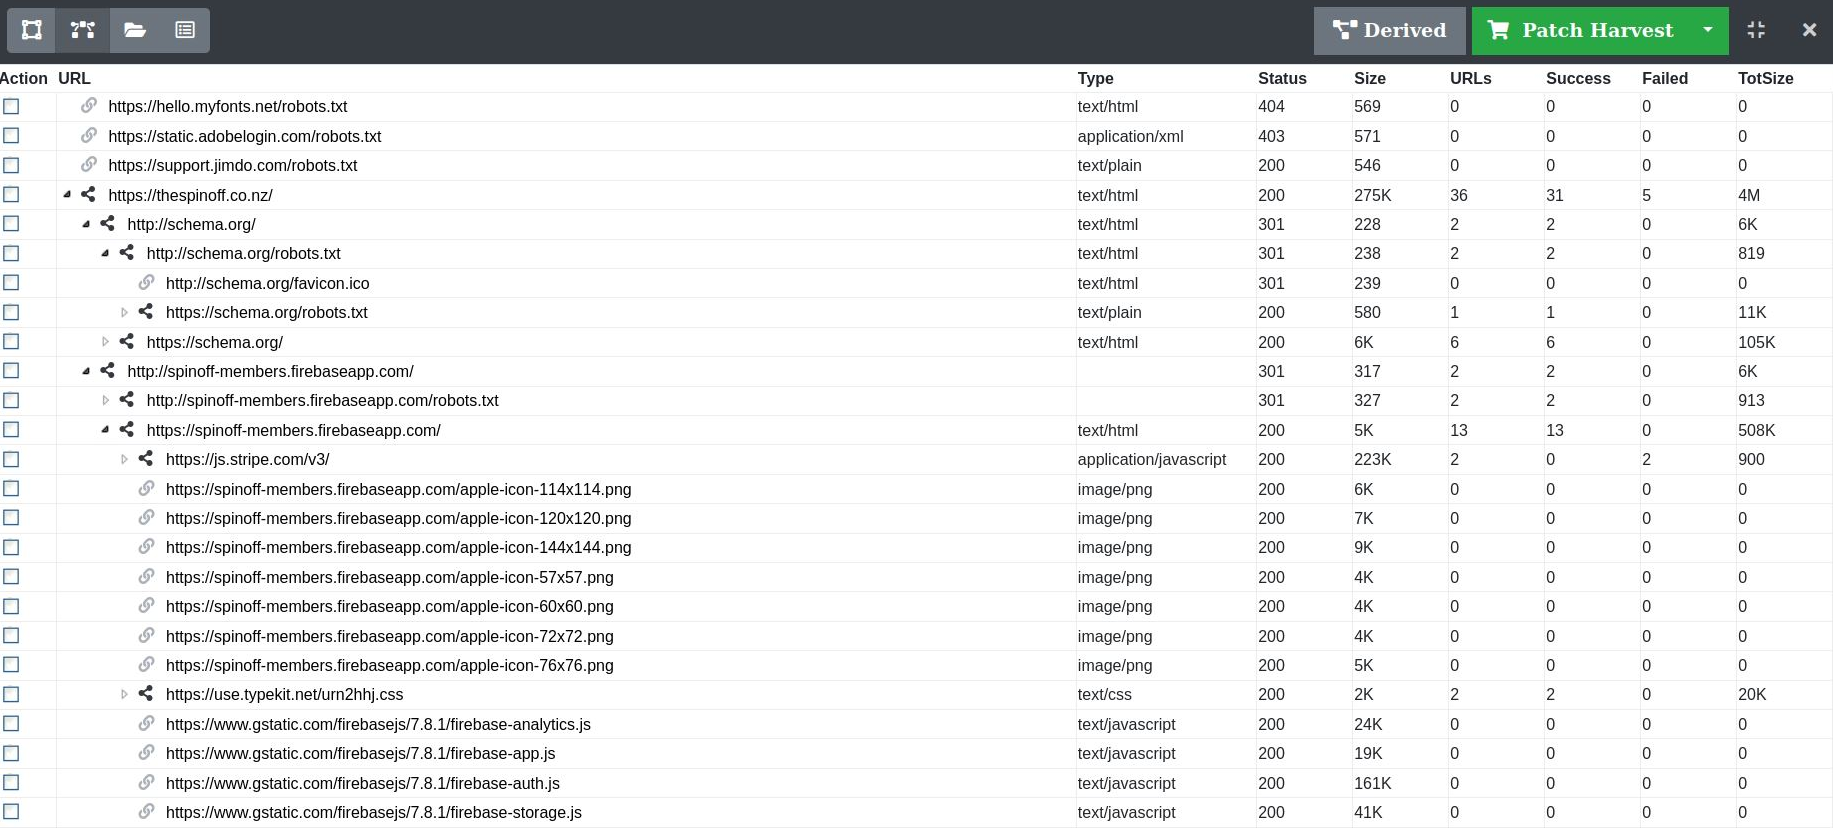 Derived Patch Harvest
Action URL Type Status Size URLs Success Failed TotSize
https://hello.myfonts.net/robots.txt text/html 404 569 0 0 0 0
https://static.adobelogin.com/robots.txt application/xml 403 571 0 0 0 0
https://support.jimdo.com/robots.txt text/plain 200 546 0 0 0 0
https://thespinoff.co.nz/ text/html 200 275K 36 31 5 4M
http://schema.org/ text/html 301 228 2 2 0 6K
http://schema.org/robots.txt text/html 301 238 2 2 0 819
http://schema.org/favicon.ico text/html 301 239 0 0 0 0
https://schema.org/robots.txt text/plain 200 580 1 1 0 11K
https://schema.org/ text/html 200 6K 6 6 0 105K
http://spinoff-members.firebaseapp.com/ 301 317 2 2 0 6K
http://spinoff-members.firebaseapp.com/robots.txt 301 327 2 2 0 913
https://spinoff-members.firebaseapp.com/ text/html 200 5K 13 13 0 508K
https://js.stripe.com/v3/ application/javascript 200 223K 2 0 2 900
https://spinoff-members.firebaseapp.com/apple-icon-114x114.png image/png 200 6K 0 0 0 0
https://spinoff-members.firebaseapp.com/apple-icon-120x120.png image/png 200 7K 0 0 0 0
https://spinoff-members.firebaseapp.com/apple-icon-144x144.png image/png 200 9K 0 0 0 0
https://spinoff-members.firebaseapp.com/apple-icon-57x57.png image/png 200 4K 0 0 0 0
https://spinoff-members.firebaseapp.com/apple-icon-60x60.png image/png 200 4K 0 0 0 0
https://spinoff-members.firebaseapp.com/apple-icon-72x72.png image/png 200 4K 0 0 0 0
https://spinoff-members.firebaseapp.com/apple-icon-76x76.png image/png 200 5K 0 0 0 0
https://use.typekit.net/urn2hhj.css text/css 200 2K 2 2 0 20K
https://www.gstatic.com/firebasejs/7.8.1/firebase-analytics.js text/javascript 200 24K 0 0 0 0
https://www.gstatic.com/firebasejs/7.8.1/firebase-app.js text/javascript 200 19K 0 0 0 0
https://www.gstatic.com/firebasejs/7.8.1/firebase-auth.js text/javascript 200 161K 0 0 0 0
https://www.gstatic.com/firebasejs/7.8.1/firebase-storage.js text/javascript 200 41K 0 0 0 0